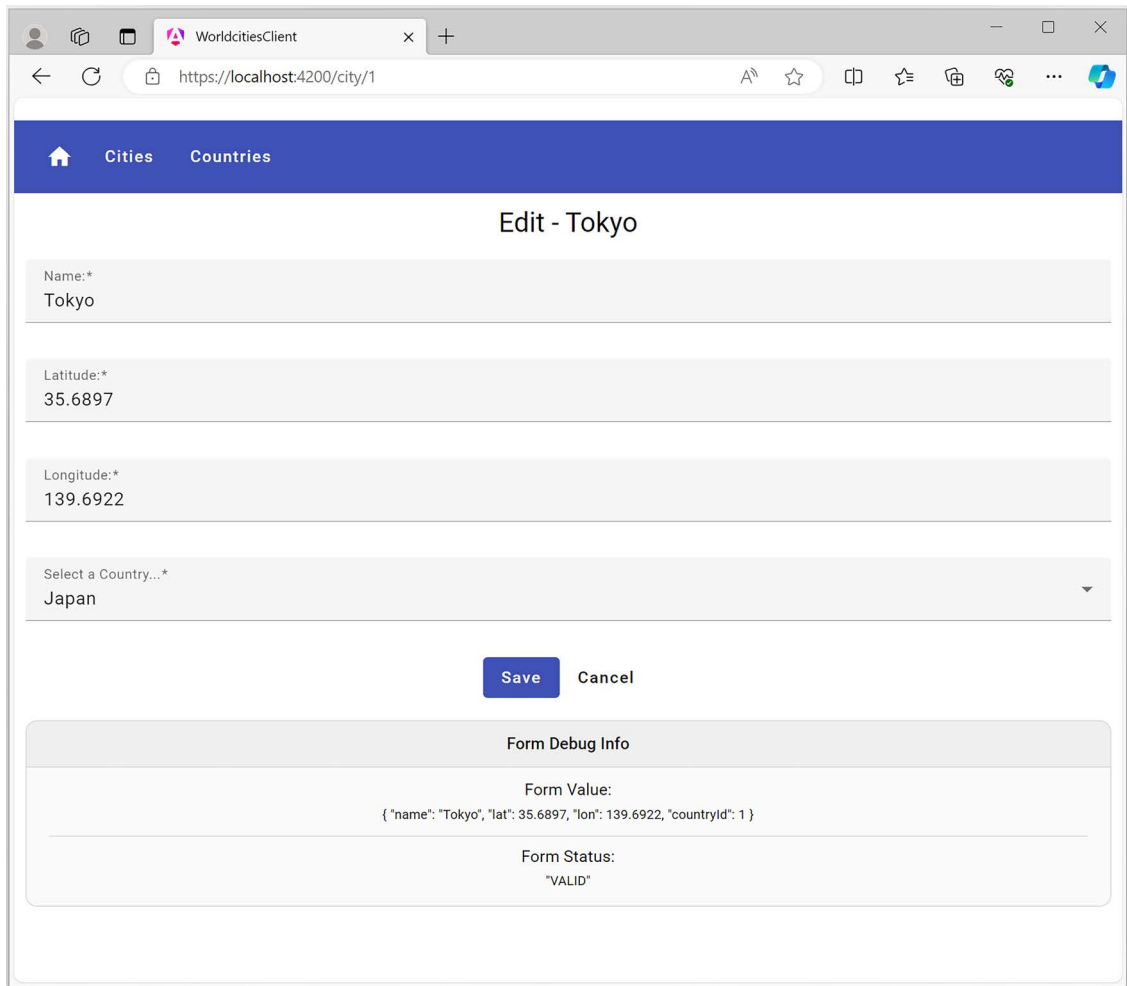 WorldcitiesClient
https://localhost:4200/city/1
Cities Countries
Edit - Tokyo
Name:*
Tokyo
Latitude:*
35.6897
Longitude:*
139.6922
Select a Country...*
Japan
Save Cancel
Form Debug Info
Form Value:
{ "name": "Tokyo", "lat": 35.6897, "lon": 139.6922, "countryId": 1 }
Form Status:
"VALID"